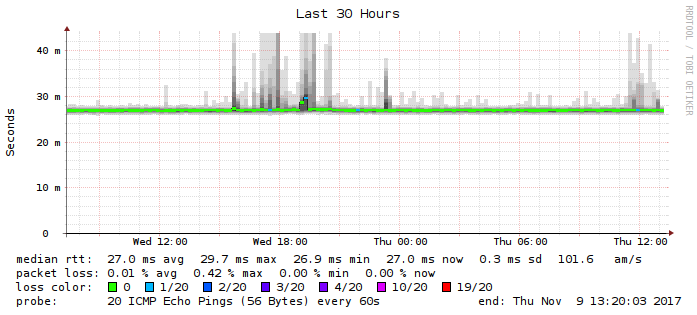 Last 30 Hours
RRDTOOL / TOBI OETIKER
Seconds
40 m
30 m
20 m
10 m
0
Wed 12:00 Wed 18:00 Thu 00:00 Thu 06:00 Thu 12:00
median rtt: 27.0 ms avg 29.7 ms max 26.9 ms min 27.0 ms now 0.3 ms sd 101.6 am/s
packet loss: 0.01 % avg 0.42 % max 0.00 % min 0.00 % now
loss color: 0 1/20 2/20 3/20 4/20 10/20 19/20
probe: 20 ICMP Echo Pings (56 Bytes) every 60s end: Thu Nov 9 13:20:03 2017